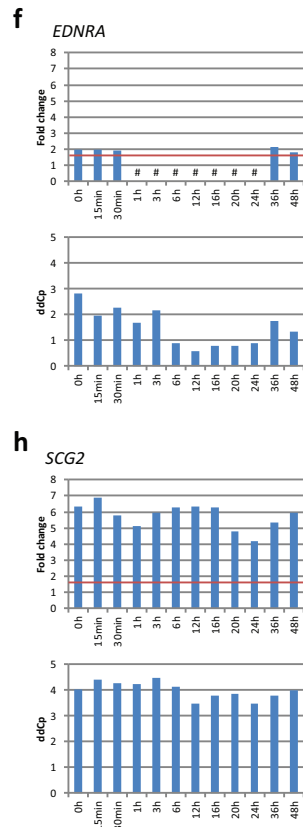 f
EDNRA
Fold change
8
7
6
5
4
3
2
1
0
# # # # # # # #
0h
15min
30min
1h
3h
6h
12h
16h
20h
24h
36h
48h
ddCp
5
4
3
2
1
0
0h
15min
30min
1h
3h
6h
12h
16h
20h
24h
36h
48h
h
SCG2
Fold change
8
7
6
5
4
3
2
1
0
0h
15min
30min
1h
3h
6h
12h
16h
20h
24h
36h
48h
ddCp
5
4
3
2
1
0
0h
15min
30min
1h
3h
6h
12h
16h
20h
24h
36h
48h